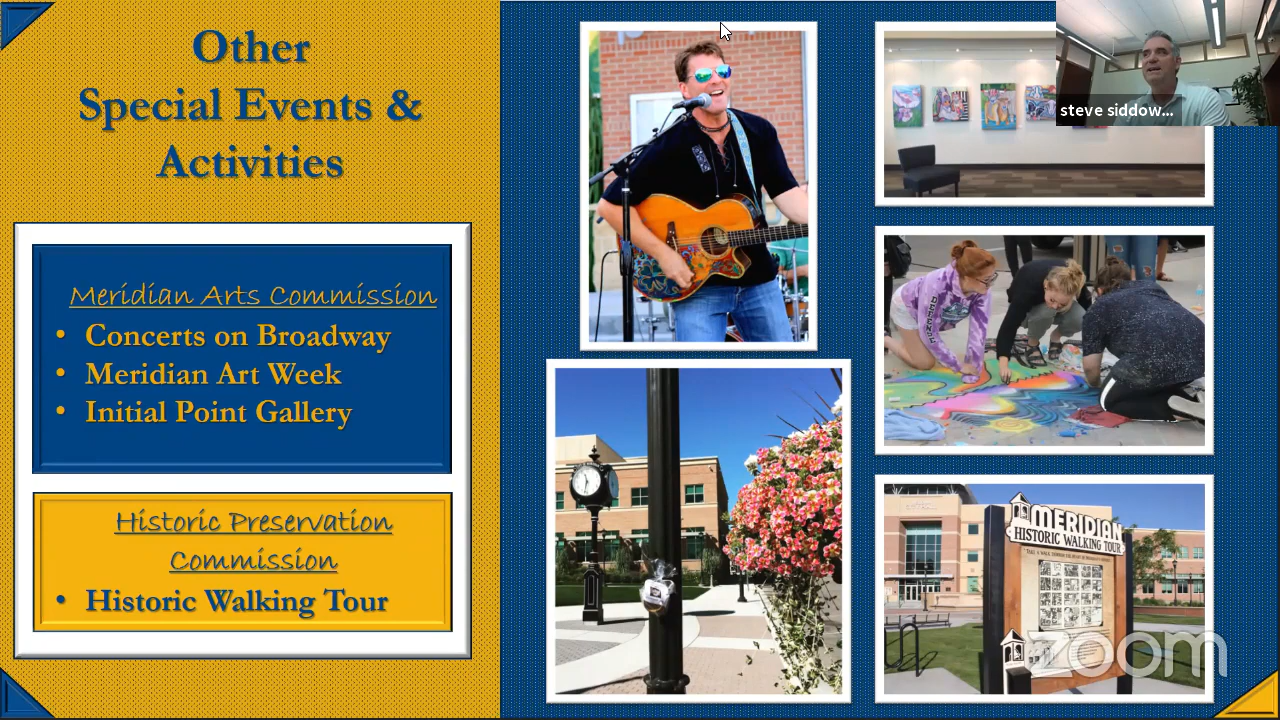 Other
Special Events &
Activities
Meridian Arts Commission
• Concerts on Broadway
• Meridian Art Week
• Initial Point Gallery
Historic Preservation
Commission
• Historic Walking Tour
steve siddow...
MERIDIAN
HISTORIC WALKING TOUR
zoom